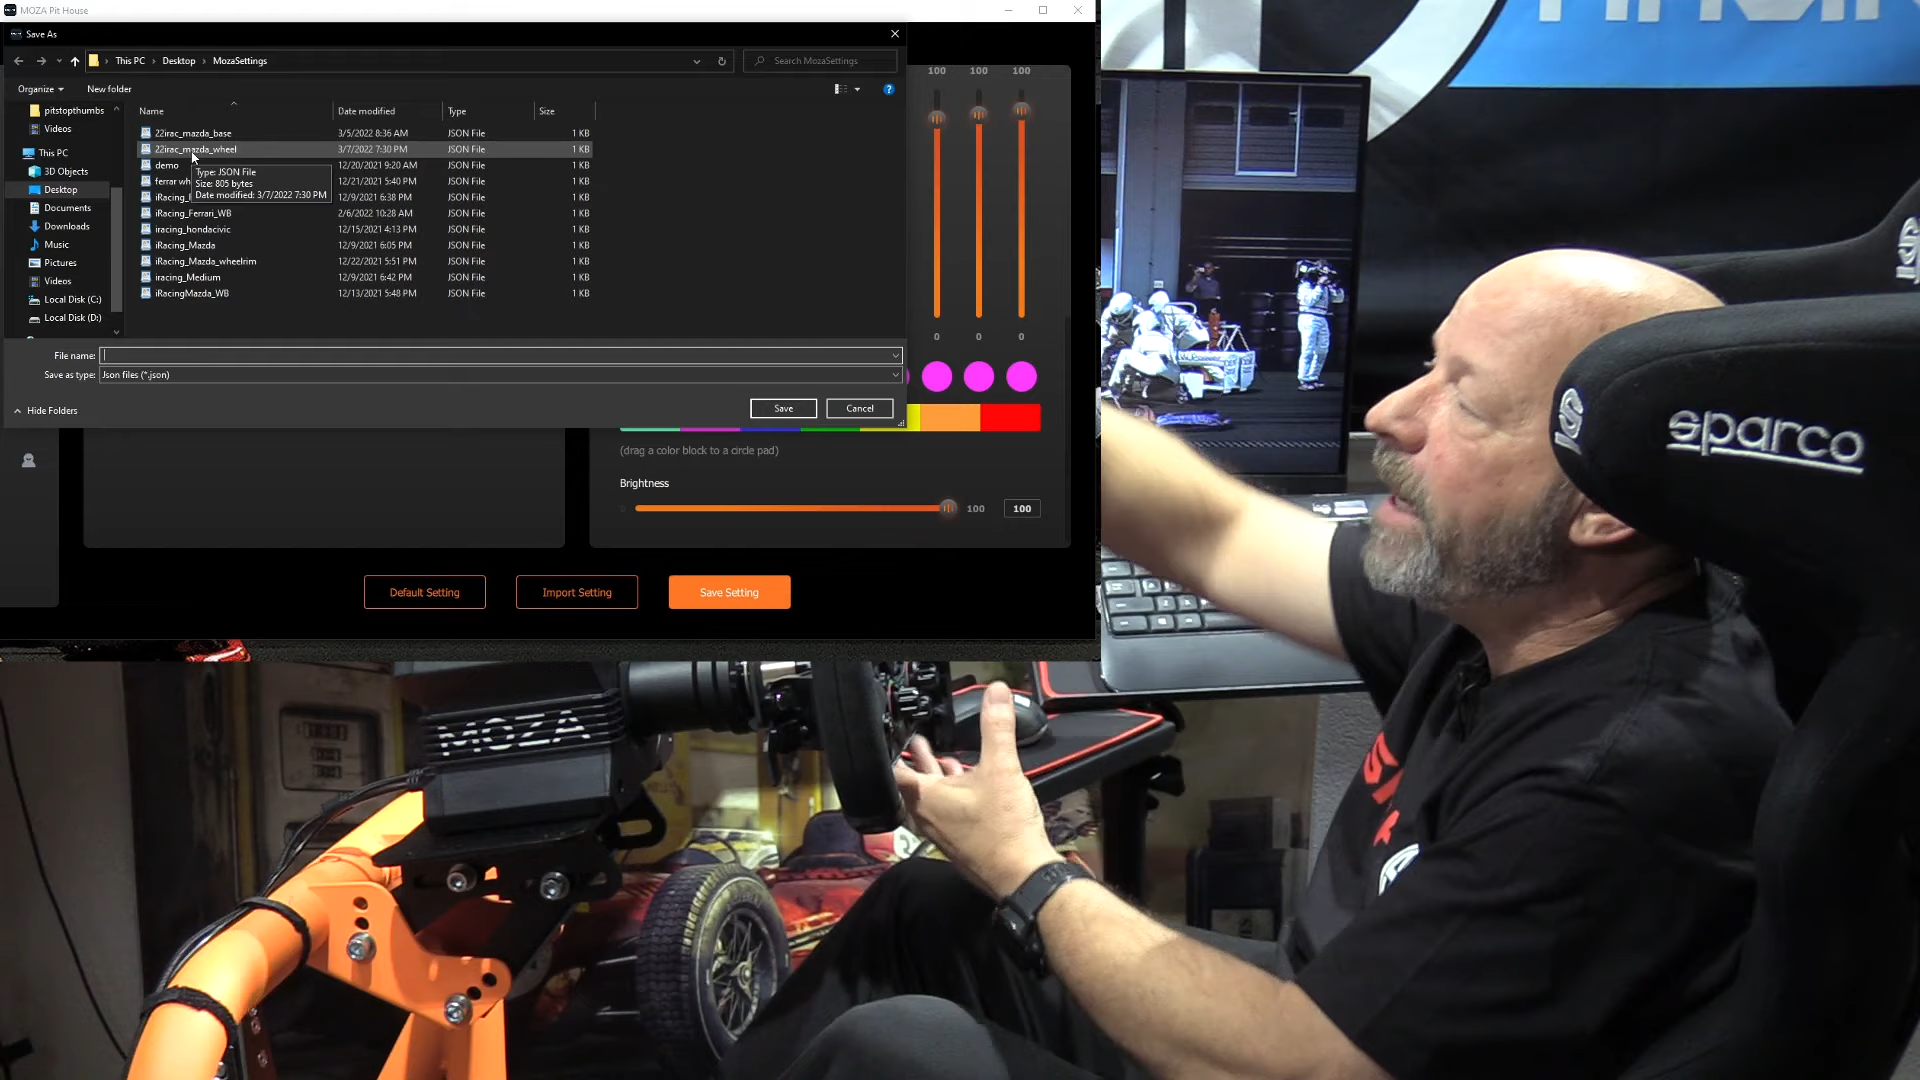 MOZA Pit House
Save As
This PC
Desktop
MozaSettings
Search MozaSettings
Organize
New folder
Name
Date modified
Type
Size
pitstopthumbs
Videos
This PC
3D Objects
Desktop
Documents
Downloads
Music
Pictures
Videos
Local Disk (C:)
Local Disk (D:)
22irac_mazda_base 3/5/2022 8:36 AM JSON File 1 KB
22irac_mazda_wheel 3/7/2022 7:30 PM JSON File 1 KB
demo 12/20/2021 9:20 AM JSON File 1 KB
ferrar wh 12/21/2021 5:40 PM JSON File 1 KB
iRacing_ 12/9/2021 6:38 PM JSON File 1 KB
iRacing_Ferrari_WB 2/6/2022 10:28 AM JSON File 1 KB
iracing_hondacivic 12/15/2021 4:13 PM JSON File 1 KB
iRacing_Mazda 12/9/2021 6:05 PM JSON File 1 KB
iRacing_Mazda_wheelrim 12/22/2021 5:51 PM JSON File 1 KB
iracing_Medium 12/9/2021 6:42 PM JSON File 1 KB
iRacingMazda_WB 12/13/2021 5:48 PM JSON File 1 KB
Type: JSON File
Size: 805 bytes
Date modified: 3/7/2022 7:30 PM
File name:
Save as type: Json files (*.json)
Hide Folders
Save
Cancel
100 100 100
0 0 0
(drag a color block to a circle pad)
Brightness
100
100
Default Setting
Import Setting
Save Setting
sparco
MOZA